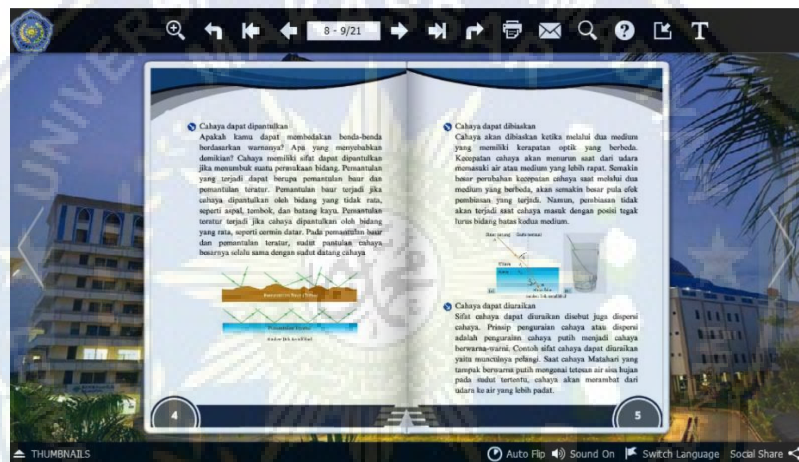 8 - 9/21
T
Cahaya dapat dipantulkan
Apakah kamu dapat membedakan benda-benda
berdasarkan warnanya? Apa yang menyebabkan
demikian? Cahaya memiliki sifat dapat dipantulkan
jika menumbuk suatu permukaan bidang. Pemantulan
yang terjadi dapat berupa pemantulan baur dan
pemantulan teratur. Pemantulan baur terjadi jika
cahaya dipantulkan oleh bidang yang tidak rata,
seperti aspal, tembok, dan batang kayu. Pemantulan
teratur terjadi jika cahaya dipantulkan oleh bidang
yang rata, seperti cermin datar. Pada pemantulan baur
dan pemantulan teratur, sudut pantulan cahaya
besarnya selalu sama dengan sudut datang cahaya
4
Cahaya dapat dibiaskan
Cahaya akan dibiaskan ketika melalui dua medium
yang memiliki kerapatan optik yang berbeda.
Kecepatan cahaya akan menurun saat dari udara
memasuki air atau medium yang lebih rapat. Semakin
besar perubahan kecepatan cahaya saat melalui dua
medium yang berbeda, akan semakin besar pula efek
pembiasan yang terjadi. Namun, pembiasan tidak
akan terjadi saat cahaya masuk dengan posisi tegak
lurus bidang batas kedua medium.
Cahaya dapat diuraikan
Sifat cahaya dapat diuraikan disebut juga dispersi
cahaya. Prinsip penguraian cahaya atau dispersi
adalah penguraian cahaya putih menjadi cahaya
berwarna-warni. Contoh sifat cahaya dapat diuraikan
yaitu munculnya pelangi. Saat cahaya Matahari yang
tampak berwarna putih mengenai tetesan air sisa hujan
pada sudut tertentu, cahaya akan merambat dari
udara ke air yang lebih padat.
5
THUMBNAILS
Auto Flip Sound On Switch Language Social Share